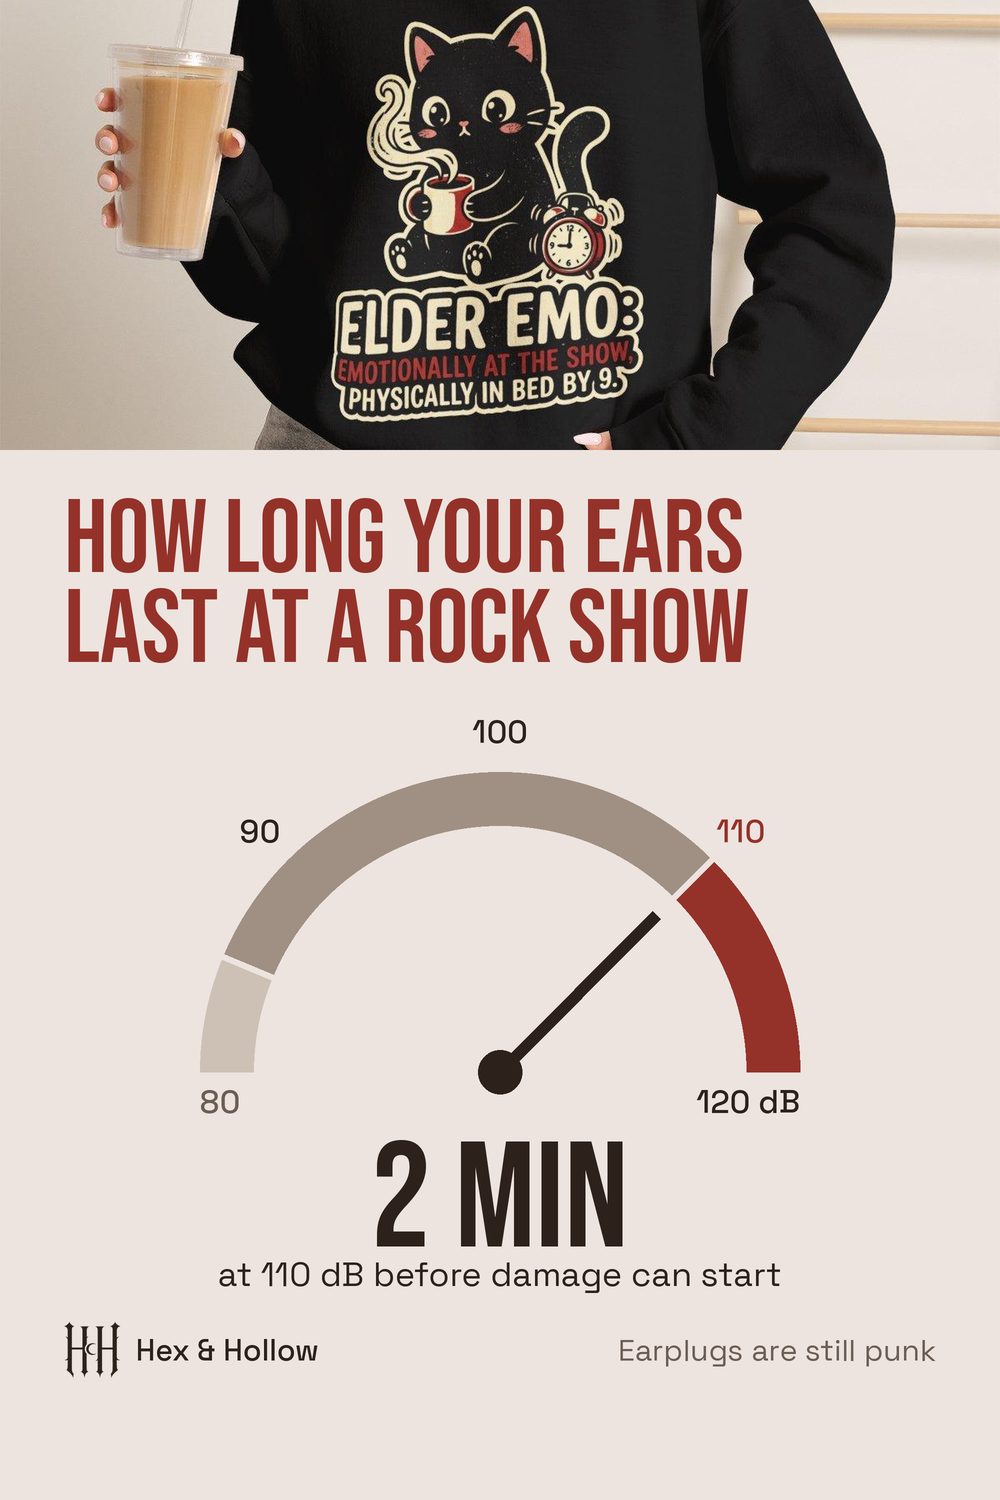 ELDER EMO:
EMOTIONALLY AT THE SHOW,
PHYSICALLY IN BED BY 9.
HOW LONG YOUR EARS
LAST AT A ROCK SHOW
100
90
110
80
120 dB
2 MIN
at 110 dB before damage can start
HCH Hex & Hollow
Earplugs are still punk